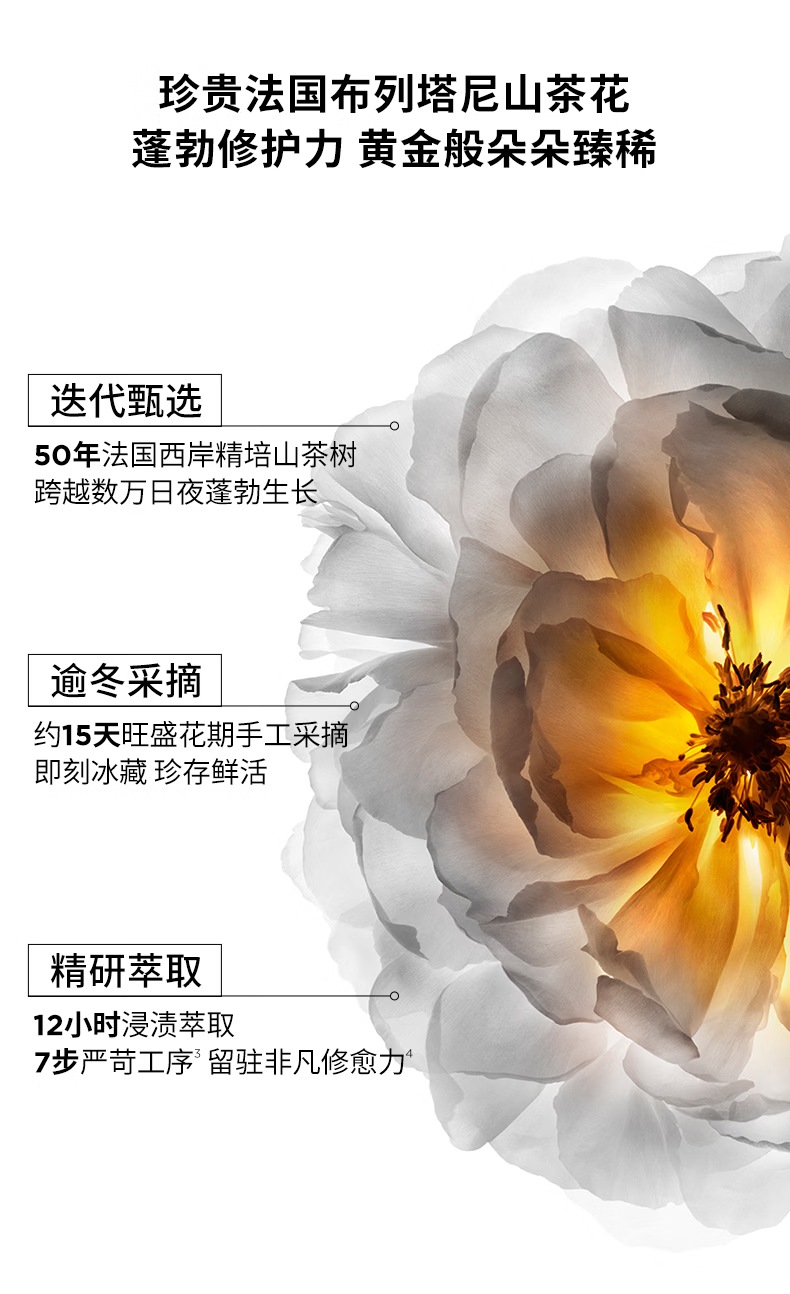 珍贵法国布列塔尼山茶花
蓬勃修护力 黄金般朵朵臻稀
迭代甄选
50年法国西岸精培山茶树
跨越数万日夜蓬勃生长
逾冬采摘
约15天旺盛花期手工采摘
即刻冰藏 珍存鲜活
精研萃取
12小时浸渍萃取
7步严苛工序³ 留驻非凡修愈力⁴